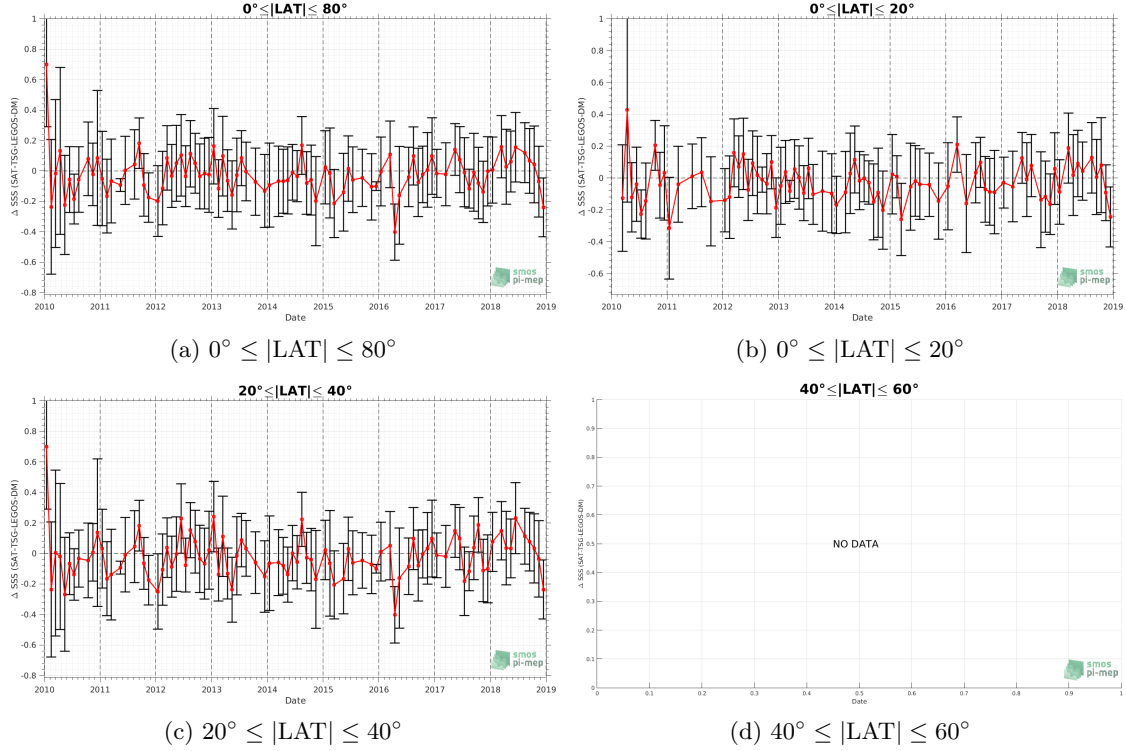 0°≤|LAT|≤ 80°
1
0.8
0.6
0.4
0.2
0
-0.2
-0.4
-0.6
-0.8
Δ SSS (SAT-TSG-LEGOS-DM)
2010 2011 2012 2013 2014 2015 2016 2017 2018 2019
Date
smos
pi-mep
(a) 0° ≤ |LAT| ≤ 80°
0°≤|LAT|≤ 20°
1
0.8
0.6
0.4
0.2
0
-0.2
-0.4
-0.6
Δ SSS (SAT-TSG-LEGOS-DM)
2010 2011 2012 2013 2014 2015 2016 2017 2018 2019
Date
smos
pi-mep
(b) 0° ≤ |LAT| ≤ 20°
20°≤|LAT|≤ 40°
1
0.8
0.6
0.4
0.2
0
-0.2
-0.4
-0.6
-0.8
Δ SSS (SAT-TSG-LEGOS-DM)
2010 2011 2012 2013 2014 2015 2016 2017 2018 2019
Date
smos
pi-mep
(c) 20° ≤ |LAT| ≤ 40°
40°≤|LAT|≤ 60°
1
0.9
0.8
0.7
0.6
0.5
0.4
0.3
0.2
0.1
0
Δ SSS (SAT-TSG-LEGOS-DM)
NO DATA
0 0.1 0.2 0.3 0.4 0.5 0.6 0.7 0.8 0.9 1
Date
smos
pi-mep
(d) 40° ≤ |LAT| ≤ 60°